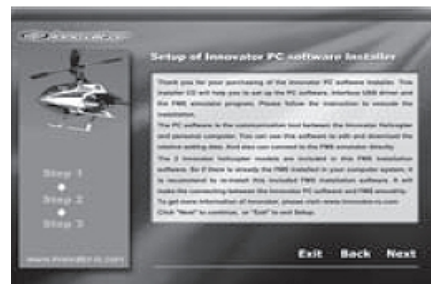 Setup of Innovator PC software Installer
Thank you for your purchasing of the Innovator PC software Installer. This
installer CD will help you to set up the PC software, interface USB driver and
the FMS simulator program. Please follow the instruction to execute the
installation.
The PC software is the communication tool between the Innovator Helicopter
and personal computer. You can use this software to edit and download the
relative setting data. And also can connect to the FMS simulator directly.
The 2 Innovator helicopter models are included in this FMS installation
software. So if there is already the FMS installed in your computer system, it
is recommend to re-install this included FMS installation software. It will
make the connecting between the Innovator PC software and FMS smoothly.
To get more information of Innovator, please visit: www.innovator-rc.com
Click "Next" to continue, or "Exit" to exit Setup.
Step 1
Step 2
Step 3
Exit Back Next